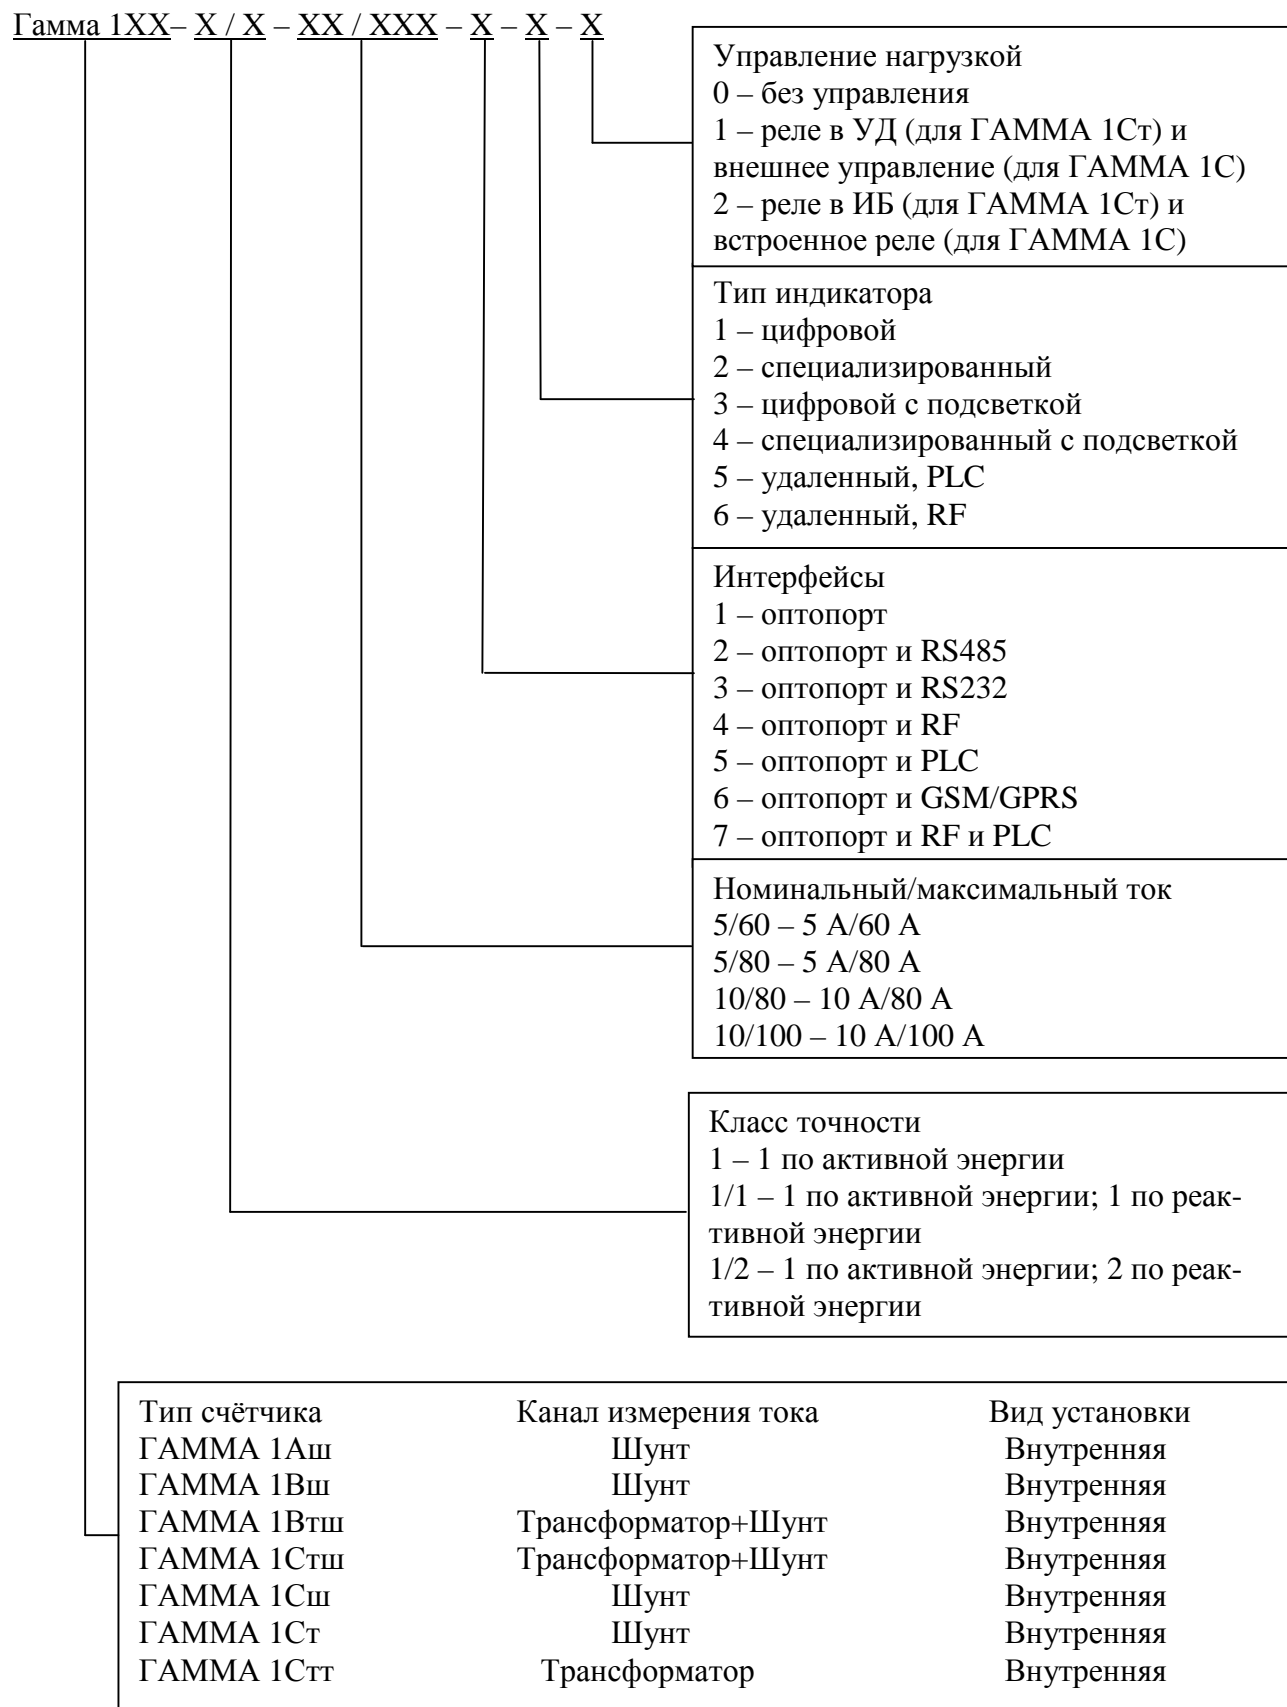 Гамма 1XX– X / X – XX / XXX – X – X – X
Управление нагрузкой
0 – без управления
1 – реле в УД (для ГАММА 1Ст) и
внешнее управление (для ГАММА 1С)
2 – реле в ИБ (для ГАММА 1Ст) и
встроенное реле (для ГАММА 1С)
Тип индикатора
1 – цифровой
2 – специализированный
3 – цифровой с подсветкой
4 – специализированный с подсветкой
5 – удаленный, PLC
6 – удаленный, RF
Интерфейсы
1 – оптопорт
2 – оптопорт и RS485
3 – оптопорт и RS232
4 – оптопорт и RF
5 – оптопорт и PLC
6 – оптопорт и GSM/GPRS
7 – оптопорт и RF и PLC
Номинальный/максимальный ток
5/60 – 5 А/60 А
5/80 – 5 А/80 А
10/80 – 10 А/80 А
10/100 – 10 А/100 А
Класс точности
1 – 1 по активной энергии
1/1 – 1 по активной энергии; 1 по реак-
тивной энергии
1/2 – 1 по активной энергии; 2 по реак-
тивной энергии
Тип счётчика Канал измерения тока Вид установки
ГАММА 1Аш Шунт Внутренняя
ГАММА 1Вш Шунт Внутренняя
ГАММА 1Втш Трансформатор+Шунт Внутренняя
ГАММА 1Стш Трансформатор+Шунт Внутренняя
ГАММА 1Сш Шунт Внутренняя
ГАММА 1Ст Шунт Внутренняя
ГАММА 1Стт Трансформатор Внутренняя